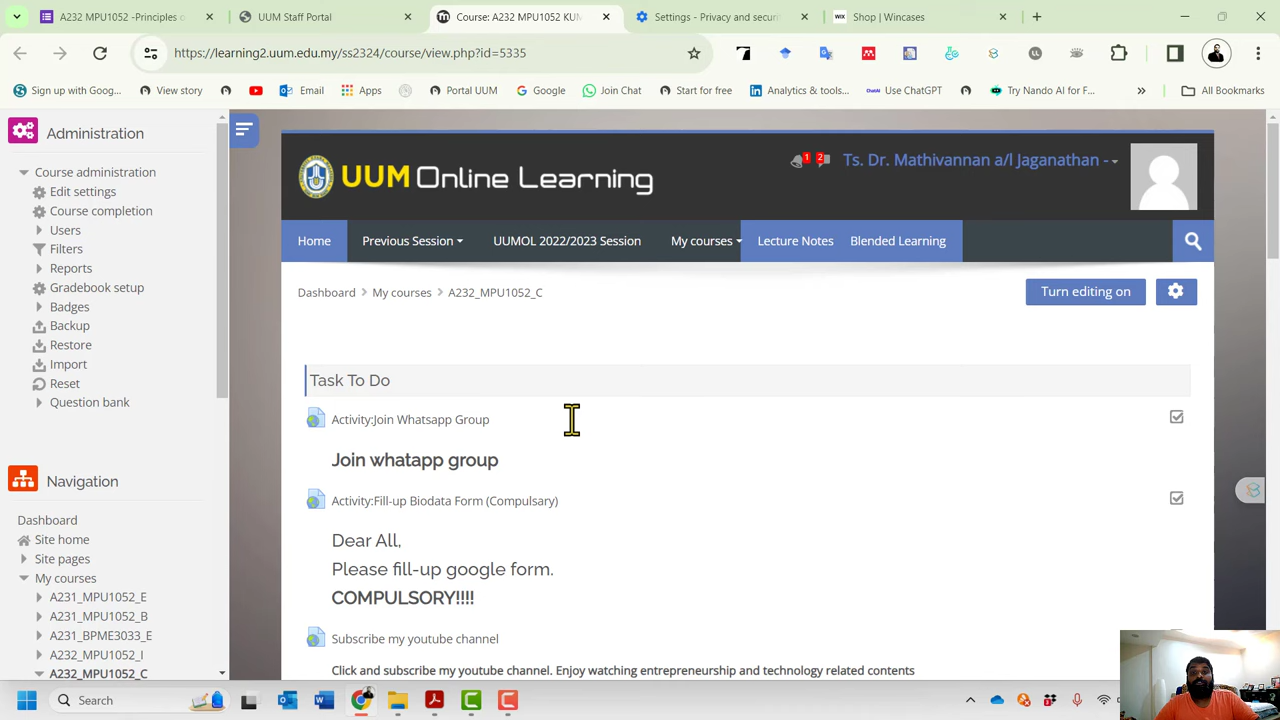 A232 MPU1052 -Principles o
UUM Staff Portal
Course: A232 MPU1052 KUM
Settings - Privacy and securi
WIX
Shop | Wincases
https://learning2.uum.edu.my/ss2324/course/view.php?id=5335
Sign up with Goog...
View story
Email
Apps
Portal UUM
Google
Join Chat
Start for free
Analytics & tools...
ChatAI
Use ChatGPT
Try Nando AI for F...
»
All Bookmarks
Administration
Course administration
Edit settings
Course completion
Users
Filters
Reports
Gradebook setup
Badges
Backup
Restore
Import
Reset
Question bank
Navigation
Dashboard
Site home
Site pages
My courses
A231_MPU1052_E
A231_MPU1052_B
A231_BPME3033_E
A232_MPU1052_I
A232_MPU1052_C
UUM Online Learning
1
2
Ts. Dr. Mathivannan a/l Jaganathan -
Home
Previous Session
UUMOL 2022/2023 Session
My courses
Lecture Notes
Blended Learning
Dashboard
My courses
A232_MPU1052_C
Turn editing on
Task To Do
Activity:Join Whatsapp Group
Join whatapp group
Activity:Fill-up Biodata Form (Compulsary)
Dear All,
Please fill-up google form.
COMPULSORY!!!!
Subscribe my youtube channel
Click and subscribe my youtube channel. Enjoy watching entrepreneurship and technology related contents
Search